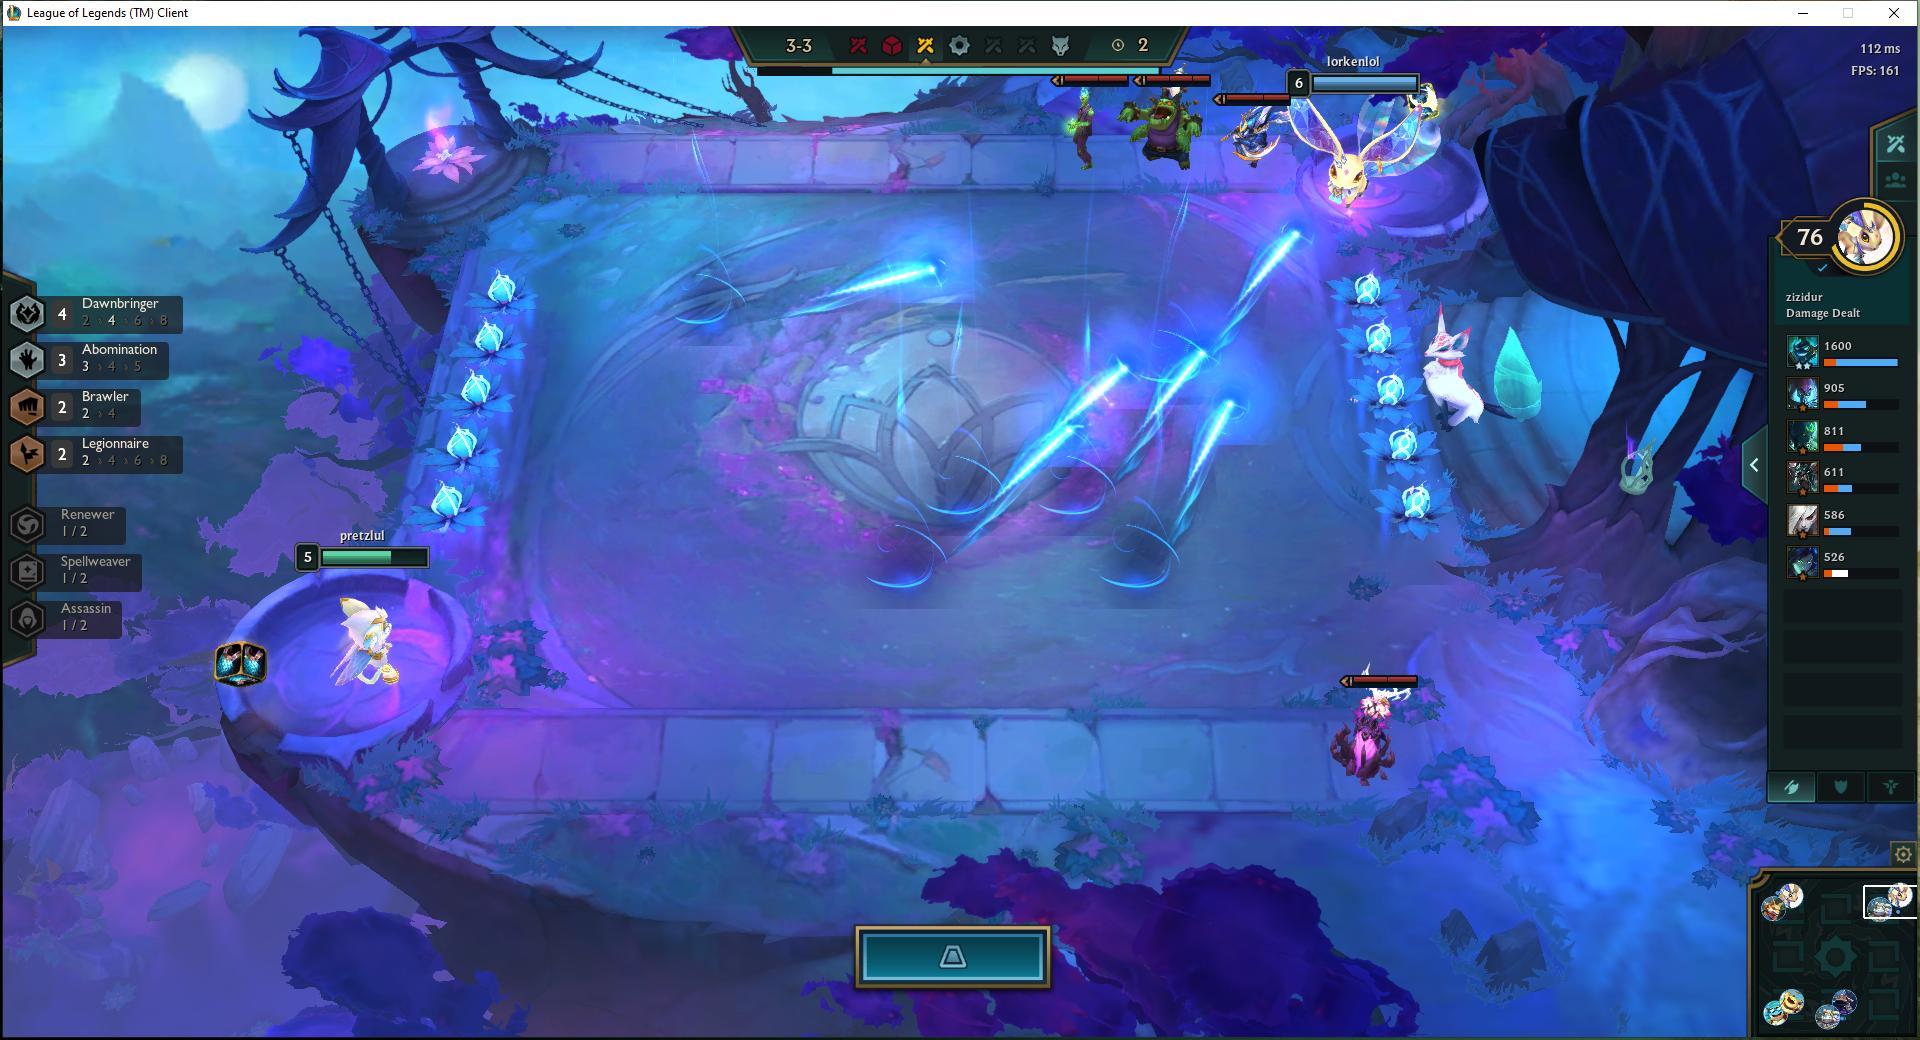 League of Legends (TM) Client
3-3
2
112 ms
FPS: 161
lorkenlol
6
76
zizidur
Damage Dealt
1600
905
811
611
586
526
4
Dawnbringer
2 › 4 › 6 › 8
3
Abomination
3 › 4 › 5
2
Brawler
2 › 4
2
Legionnaire
2 › 4 › 6 › 8
Renewer
1 / 2
Spellweaver
1 / 2
Assassin
1 / 2
pretzlul
5